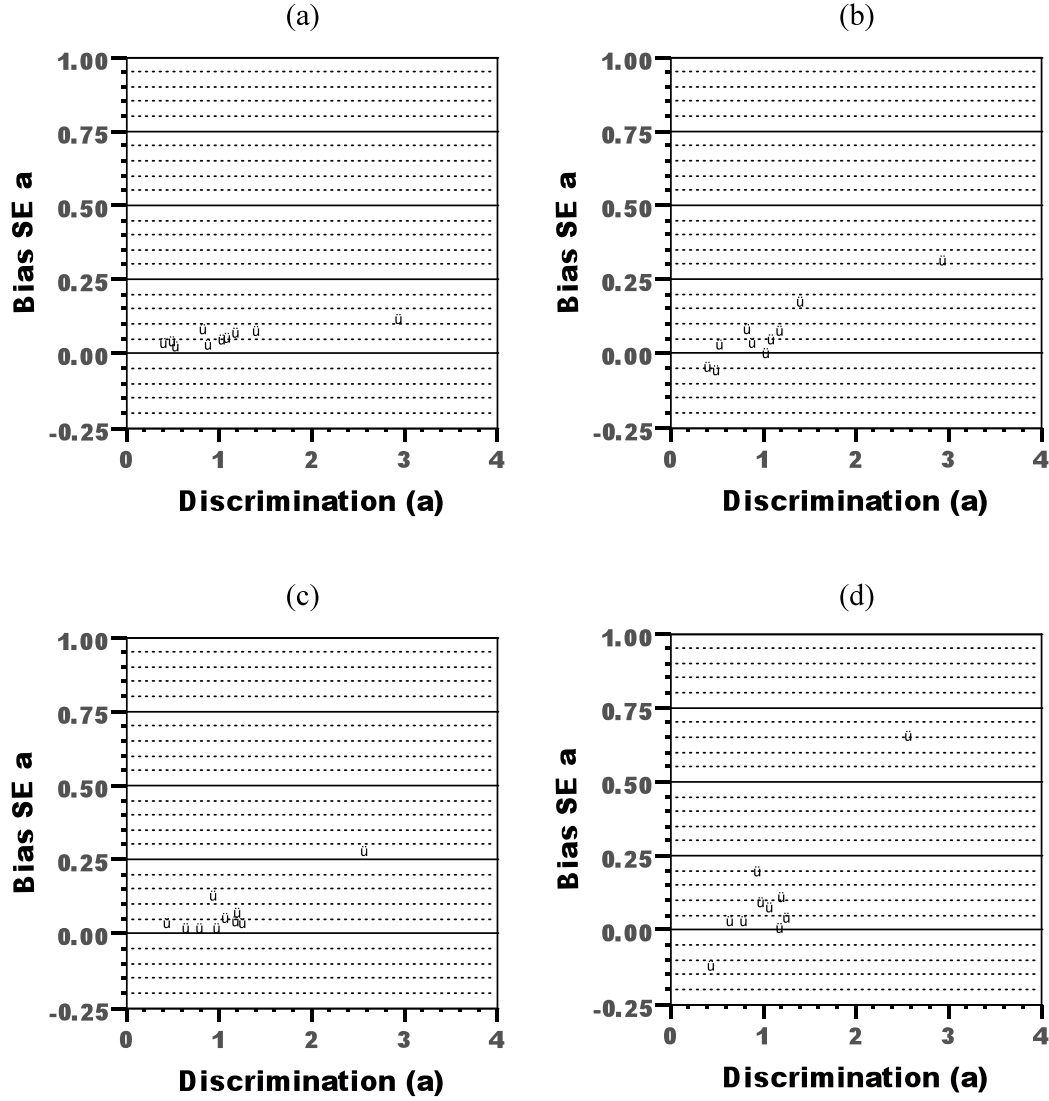 (a)
1.00
0.75
0.50
0.25
0.00
-0.25
Bias SE a
ü ü ü ü ü ü ü ü ü ü ü
0 1 2 3 4
Discrimination (a)
(b)
1.00
0.75
0.50
0.25
0.00
-0.25
Bias SE a
ü ü ü ü ü ü ü ü ü ü ü
0 1 2 3 4
Discrimination (a)
(c)
1.00
0.75
0.50
0.25
0.00
-0.25
Bias SE a
ü ü ü ü ü ü ü ü ü ü
0 1 2 3 4
Discrimination (a)
(d)
1.00
0.75
0.50
0.25
0.00
-0.25
Bias SE a
ü ü ü ü ü ü ü ü ü ü
0 1 2 3 4
Discrimination (a)